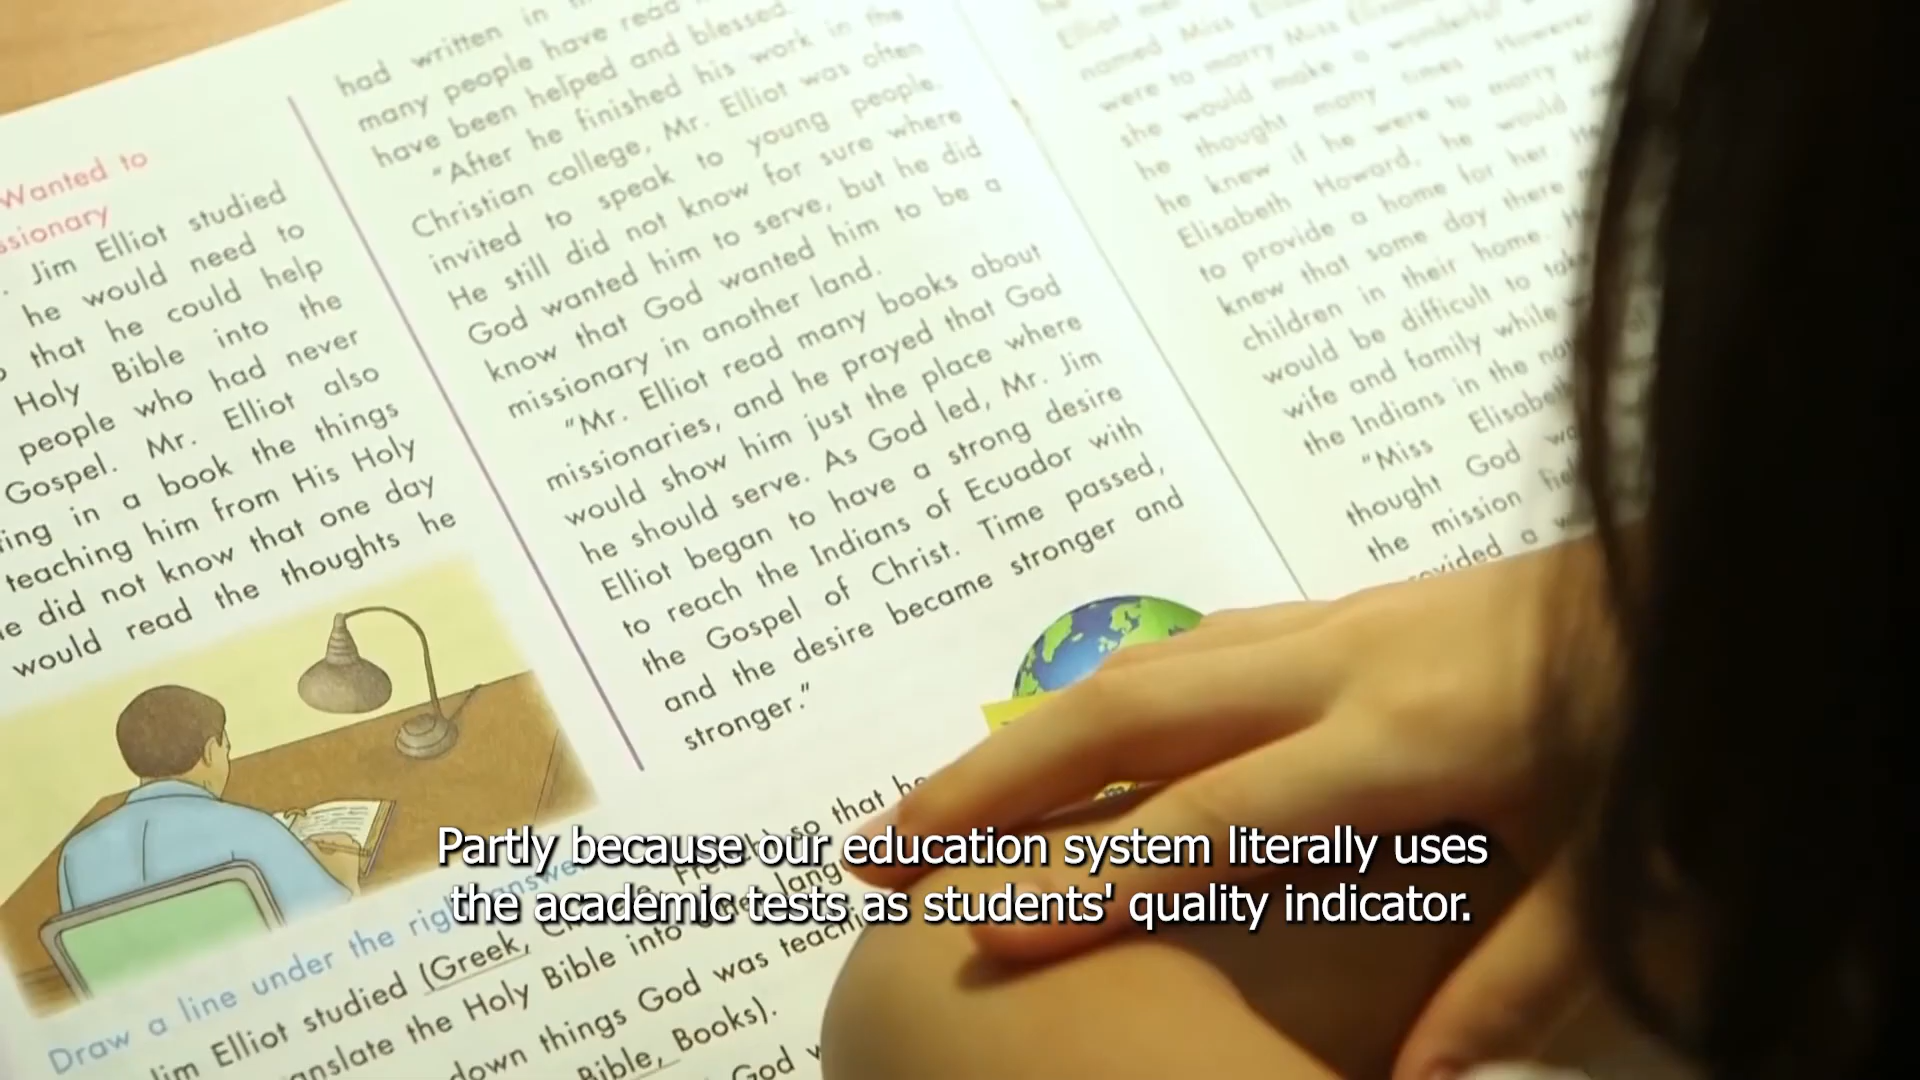 Wanted to
ssionary
. Jim Elliot studied
he would need to
that he could help
Holy Bible into the
people who had never
Gospel. Mr. Elliot also
ing in a book the things
teaching him from His Holy
did not know that one day
would read the thoughts he
had written in
many people have read
have been helped and blessed.
"After he finished his work in the
Christian college, Mr. Elliot was often
invited to speak to young people.
He still did not know for sure where
God wanted him to serve, but he did
know that God wanted him to be a
missionary in another land.
"Mr. Elliot read many books about
missionaries, and he prayed that God
would show him just the place where
he should serve. As God led, Mr. Jim
Elliot began to have a strong desire
to reach the Indians of Ecuador with
the Gospel of Christ. Time passed,
and the desire became stronger and
stronger."
named Miss
were to marry Miss
she would make a wonderful
he thought many times. However
he knew if he were to marry
Elisabeth Howard, he would
to provide a home for her. He
knew that some day there
children in their home.
would be difficult to take
wife and family while
the Indians in the
"Miss Elisabeth
thought God
the mission
a
Draw a line under the right answer
Jim Elliot studied (Greek, French) so that he
translate the Holy Bible into
down things God was
Bible, Books).
God
Partly because our education system literally uses
the academic tests as students' quality indicator.